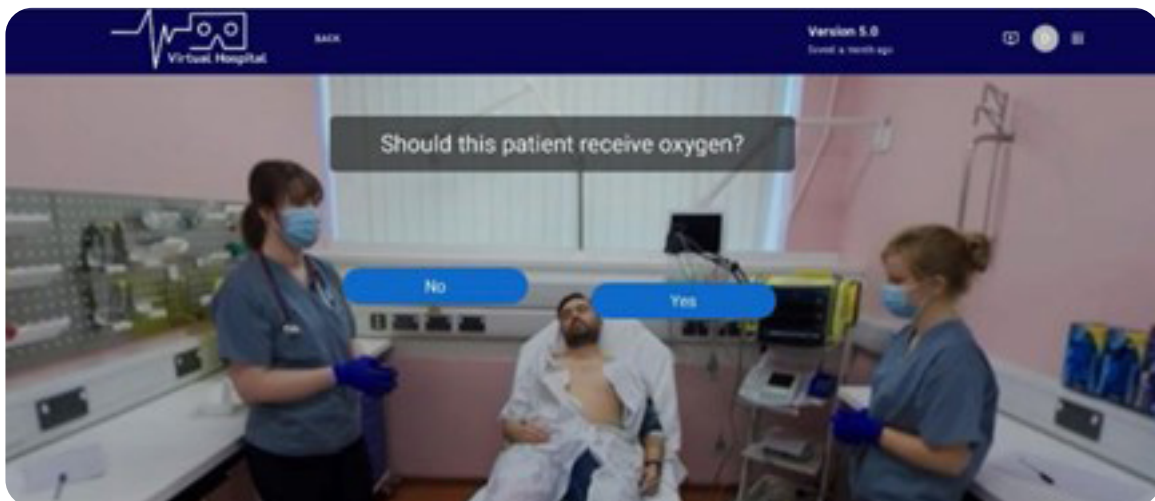 Virtual Hospital
BACK
Version 5.0
Saved a month ago
Should this patient receive oxygen?
No
Yes